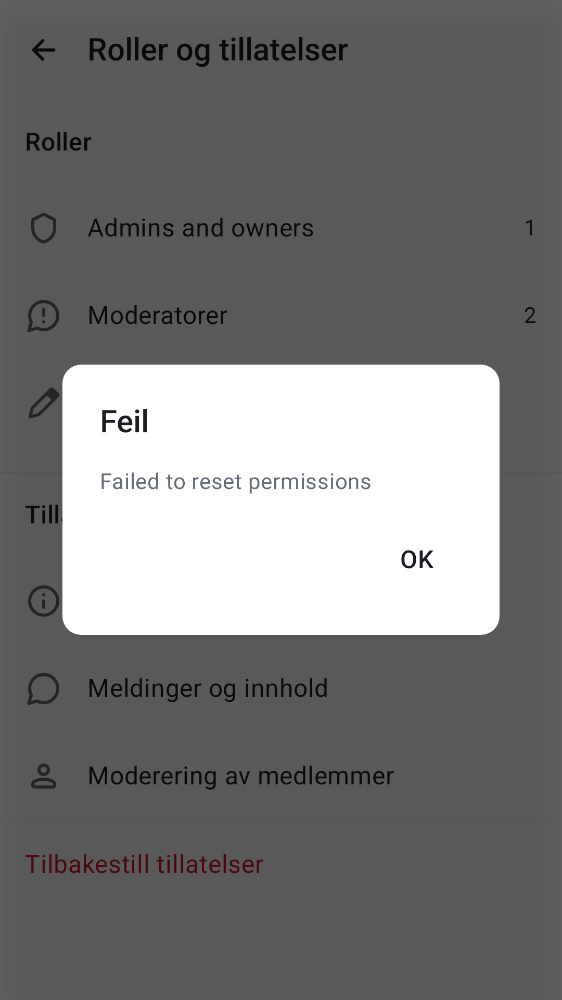 Roller og tillatelser
Roller
Admins and owners 1
Moderatorer 2
Feil
Failed to reset permissions
OK
Meldinger og innhold
Moderering av medlemmer
Tilbakestill tillatelser